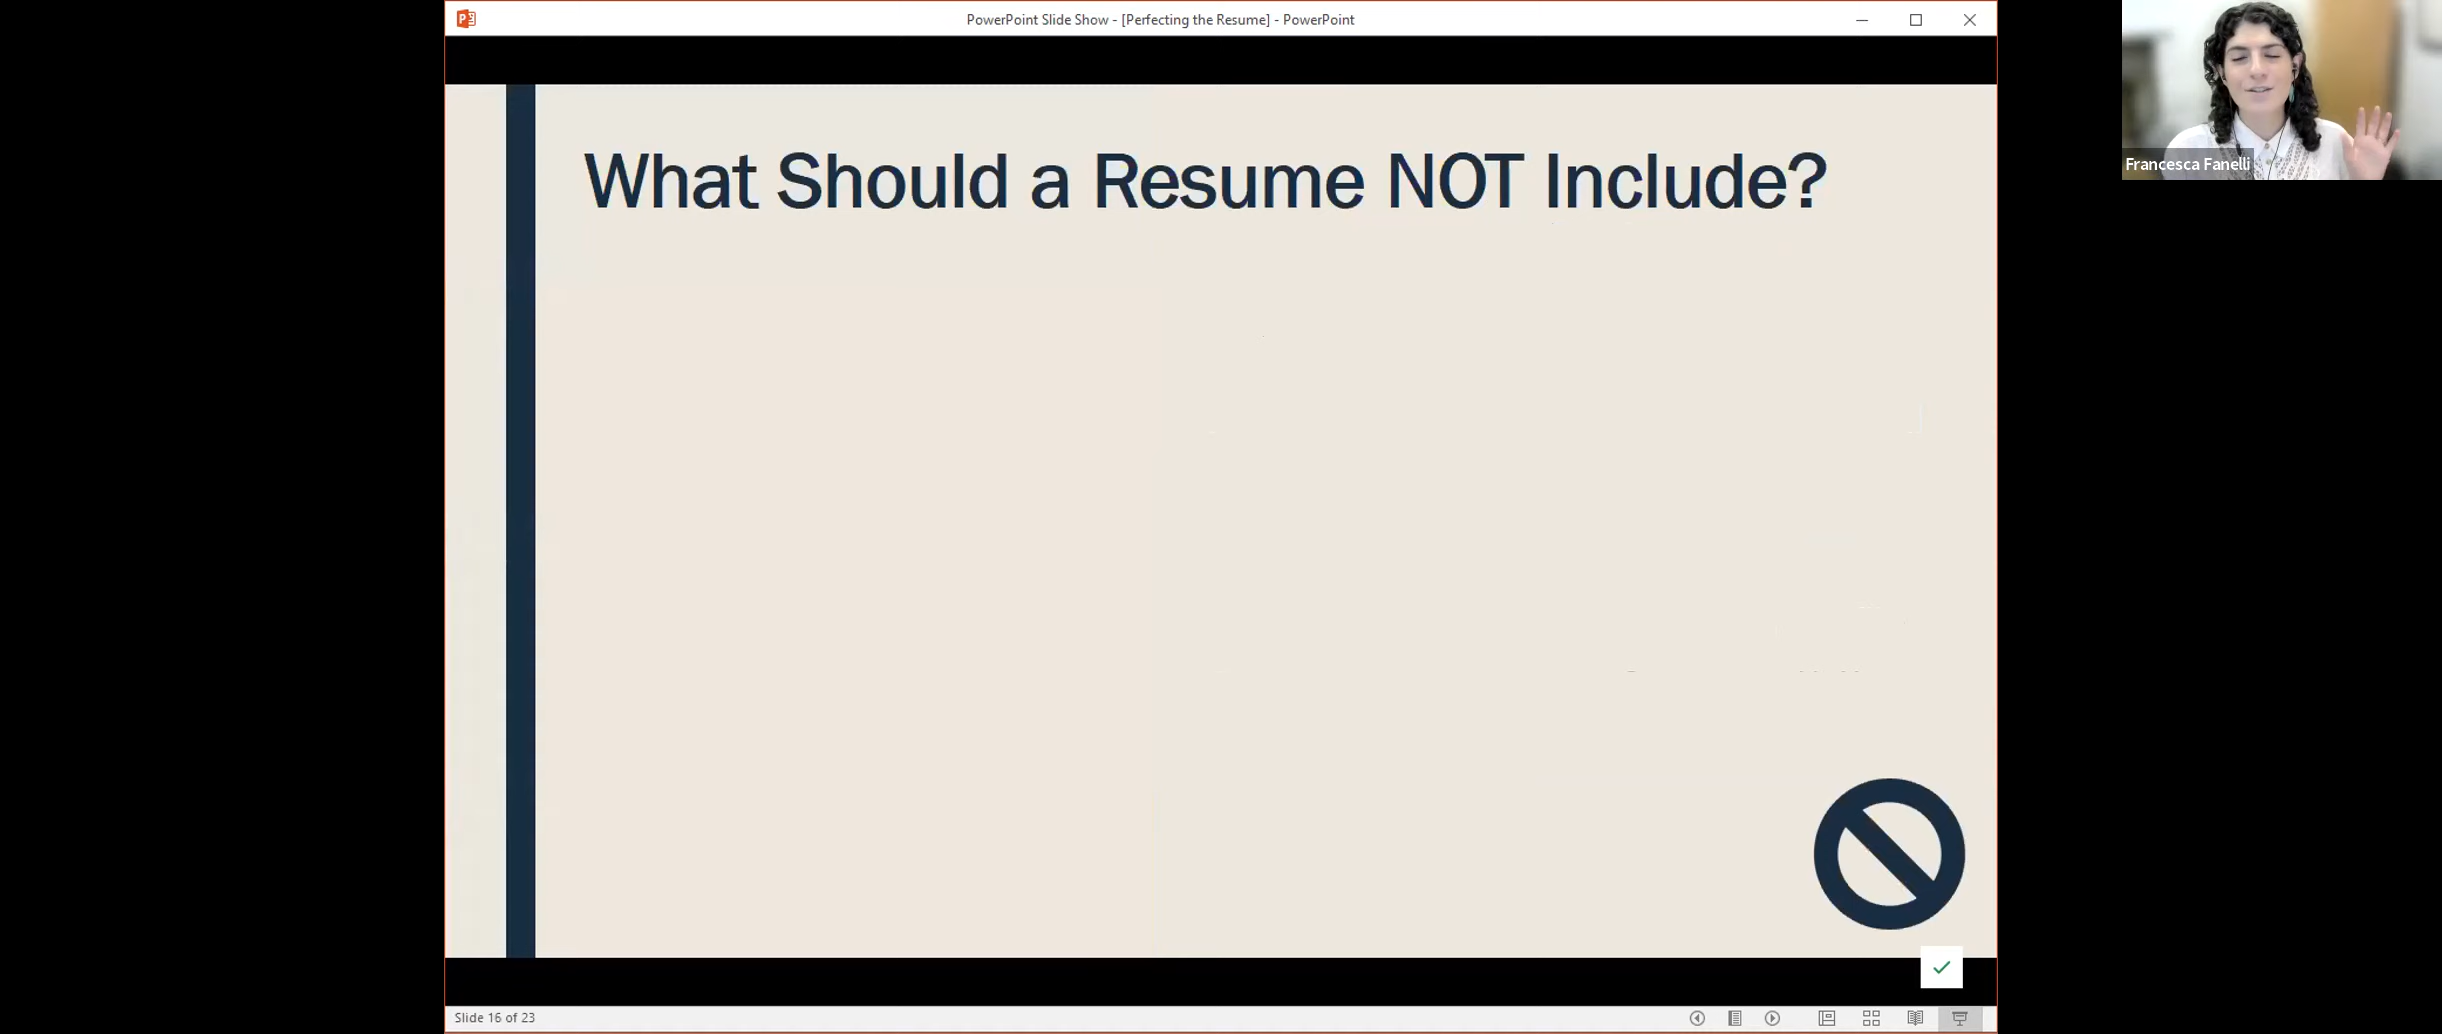 PowerPoint Slide Show - [Perfecting the Resume] - PowerPoint
Francesca Fanelli
What Should a Resume NOT Include?
Slide 16 of 23